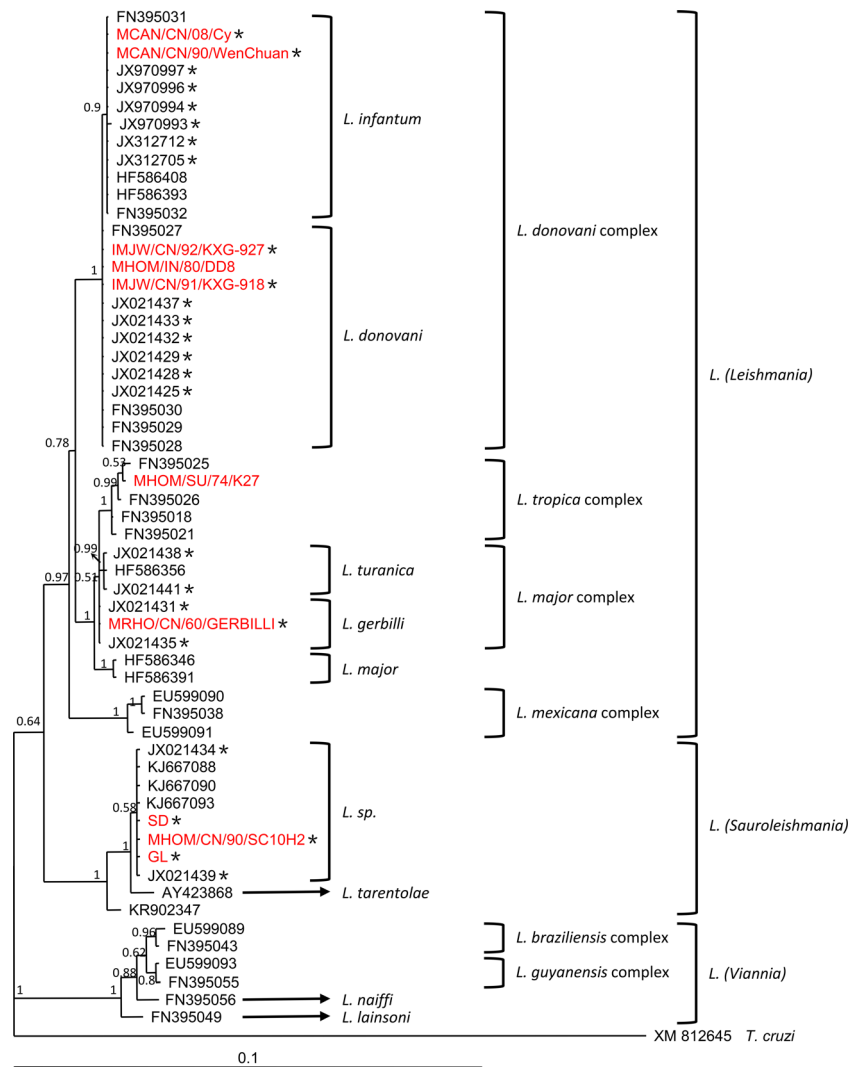 FN395031
MCAN/CN/08/Cy *
MCAN/CN/90/WenChuan *
JX970997 *
JX970996 *
0.9
JX970994 *
JX970993 *
L. infantum
JX312712 *
JX312705 *
HF586408
HF586393
FN395032
FN395027
L. donovani complex
IMJW/CN/92/KXG-927 *
1
MHOM/IN/80/DD8
IMJW/CN/91/KXG-918 *
JX021437 *
JX021433 *
JX021432 *
L. donovani
JX021429 *
JX021428 *
L. (Leishmania)
JX021425 *
FN395030
FN395029
0.78
FN395028
0.53
FN395025
MHOM/SU/74/K27
0.99
FN395026
L. tropica complex
1
FN395018
FN395021
0.99
JX021438 *
HF586356
L. turanica
0.97
0.51
JX021441 *
L. major complex
JX021431 *
1
MRHO/CN/60/GERBILLI *
L. gerbilli
JX021435 *
1
HF586346
L. major
HF586391
EU599090
1
FN395038
L. mexicana complex
1
0.64
EU599091
JX021434 *
KJ667088
KJ667090
KJ667093
0.58
L. sp.
SD *
L. (Sauroleishmania)
MHOM/CN/90/SC10H2 *
1
GL *
1
JX021439 *
AY423868
L. tarentolae
KR902347
EU599089
0.96
L. braziliensis complex
FN395043
0.62
EU599093
L. guyanensis complex
L. (Viannia)
0.88
0.8
FN395055
1
1
FN395056
L. naiffi
FN395049
L. lainsoni
XM 812645 T. cruzi
0.1